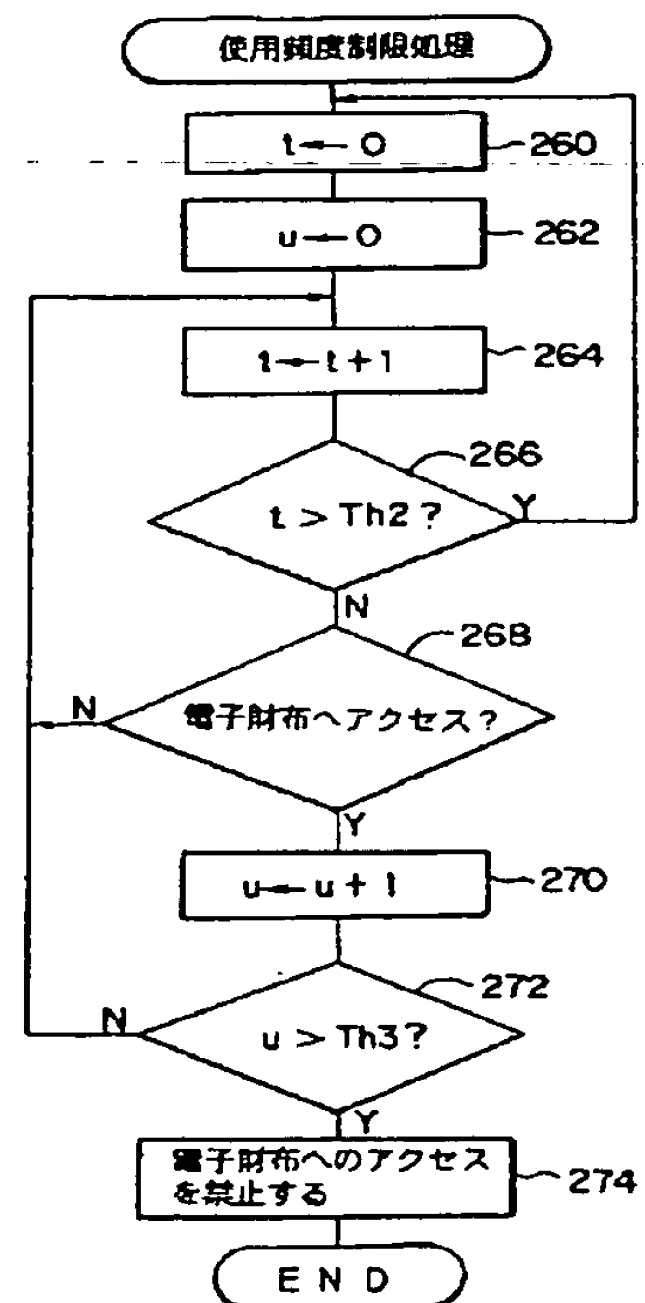 使用頻度制限処理
t←0
260
u←0
262
t←t+1
264
266
t > Th2?
Y
N
268
N
電子財布へアクセス?
Y
u←u+1
270
272
N
u > Th3?
Y
電子財布へのアクセス
を禁止する
274
END